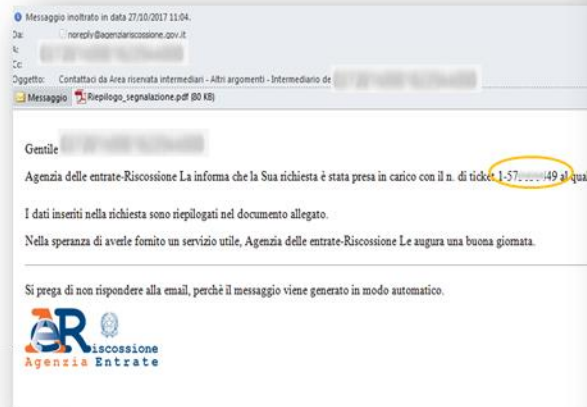 Messaggio inoltrato in data 27/10/2017 11:04.
Da: noreply@agenziariscossione.gov.it
A:
Cc:
Oggetto: Contattaci da Area riservata intermediari - Altri argomenti - Intermediario de
Messaggio Riepilogo_segnalazione.pdf (80 KB)
Gentile
Agenzia delle entrate-Riscossione La informa che la Sua richiesta è stata presa in carico con il n. di ticket 1-57 49 al qual
I dati inseriti nella richiesta sono riepilogati nel documento allegato.
Nella speranza di averle fornito un servizio utile, Agenzia delle entrate-Riscossione Le augura una buona giornata.
Si prega di non rispondere alla email, perchè il messaggio viene generato in modo automatico.
AeR
iscossione
Agenzia Entrate